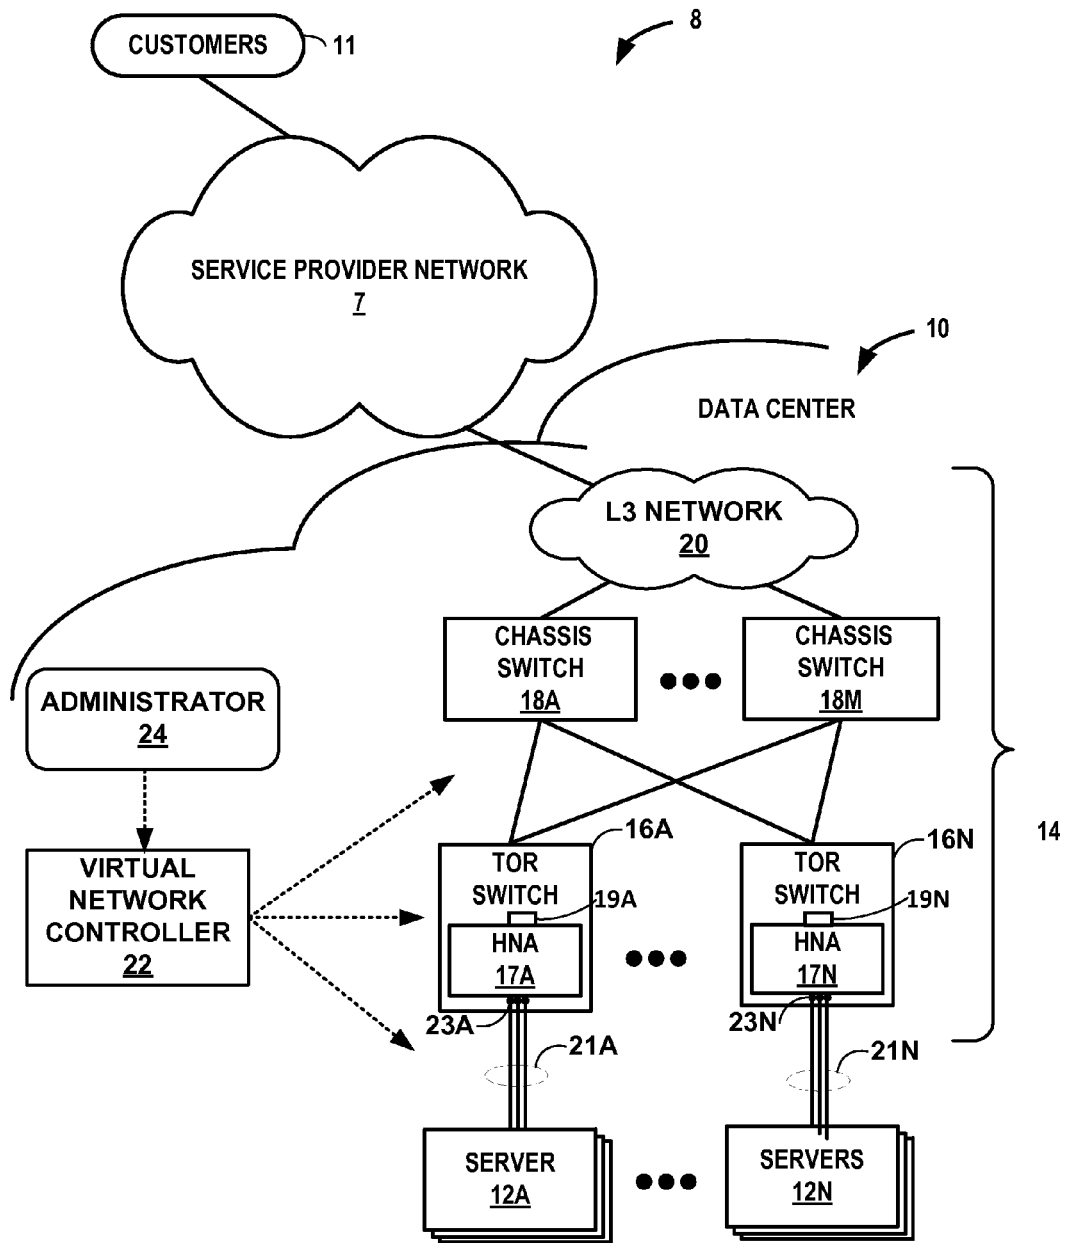 8
CUSTOMERS
11
SERVICE PROVIDER NETWORK
7
10
DATA CENTER
L3 NETWORK
20
CHASSIS
SWITCH
18A
CHASSIS
SWITCH
18M
ADMINISTRATOR
24
14
VIRTUAL
NETWORK
CONTROLLER
22
16A
TOR
SWITCH
19A
HNA
17A
23A
21A
16N
TOR
SWITCH
19N
HNA
17N
23N
21N
SERVER
12A
SERVERS
12N